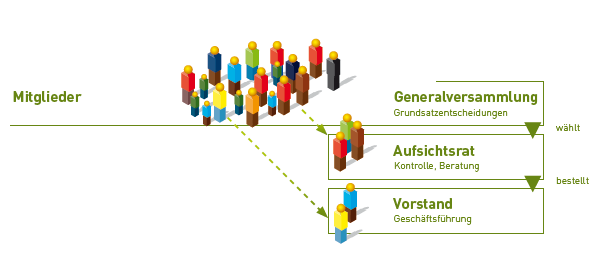 Mitglieder
Generalversammlung
Grundsatzentscheidungen
wählt
Aufsichtsrat
Kontrolle, Beratung
bestellt
Vorstand
Geschäftsführung